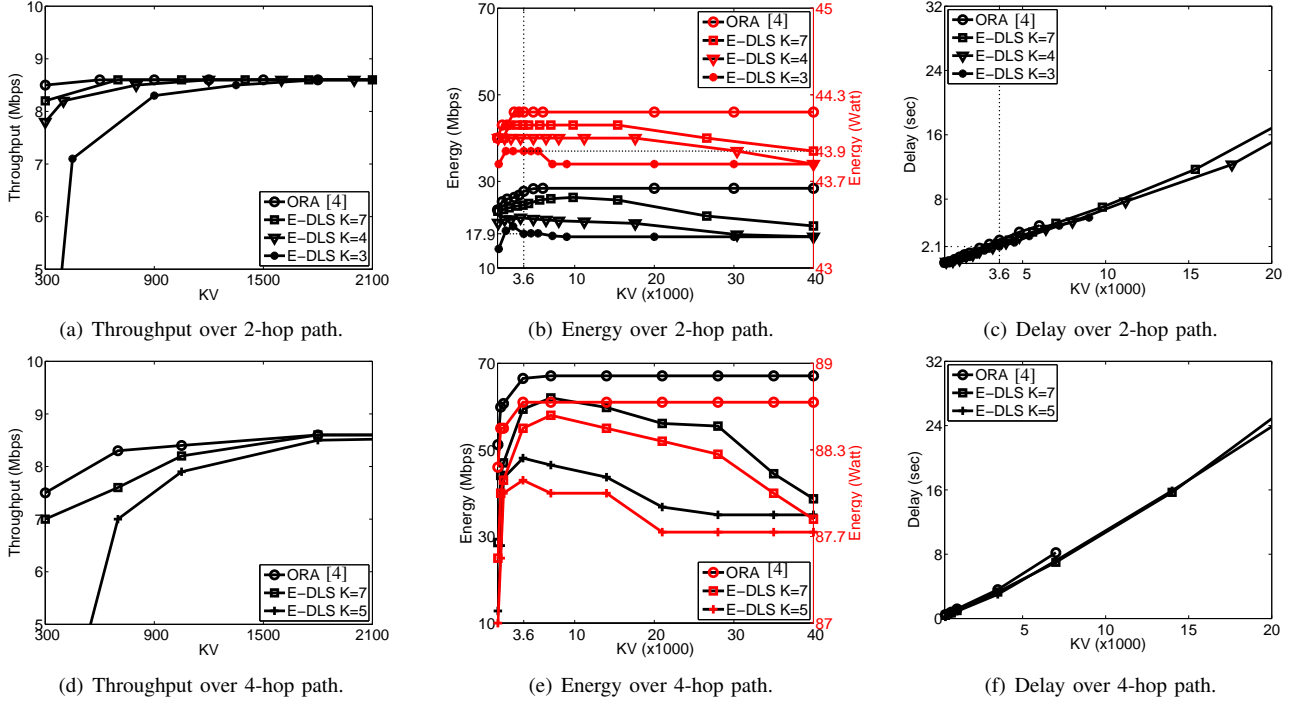 10
9
8
7
6
5
Throughput (Mbps)
300
900
1500
2100
KV
ORA [4]
E-DLS K=7
E-DLS K=4
E-DLS K=3
(a) Throughput over 2-hop path.
70
50
30
17.9
10
Energy (Mbps)
3.6
10
20
30
40
KV (x1000)
45
44.3
43.9
43.7
43
Energy (Watt)
ORA [4]
E-DLS K=7
E-DLS K=4
E-DLS K=3
(b) Energy over 2-hop path.
32
24
16
8
2.1
Delay (sec)
3.6
5
10
15
20
KV (x1000)
ORA [4]
E-DLS K=7
E-DLS K=4
E-DLS K=3
(c) Delay over 2-hop path.
10
9
8
7
6
5
Throughput (Mbps)
300
900
1500
2100
KV
ORA [4]
E-DLS K=7
E-DLS K=5
(d) Throughput over 4-hop path.
70
50
30
10
Energy (Mbps)
3.6
10
20
30
40
KV (x1000)
89
88.3
87.7
87
Energy (Watt)
ORA [4]
E-DLS K=7
E-DLS K=5
(e) Energy over 4-hop path.
32
24
16
8
0
Delay (sec)
5
10
15
20
KV (x1000)
ORA [4]
E-DLS K=7
E-DLS K=5
(f) Delay over 4-hop path.